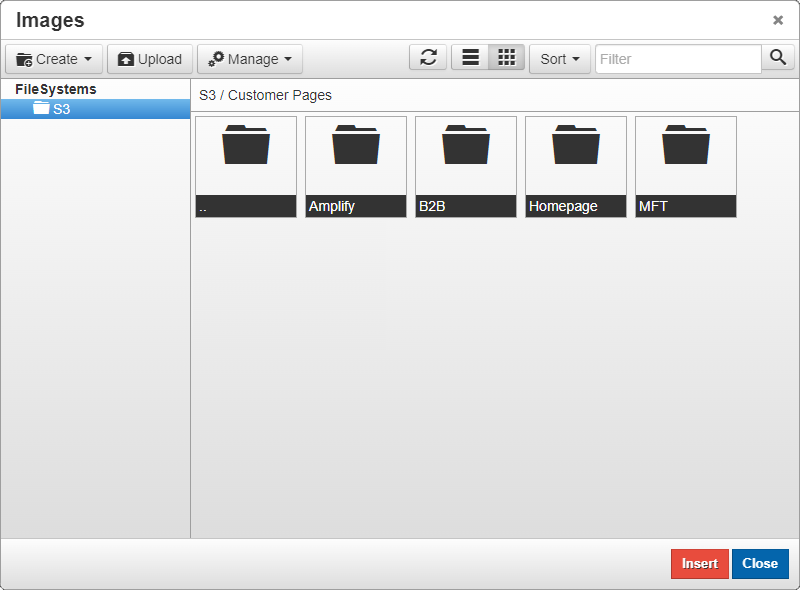 Images ×
Create Upload Manage Sort Filter
FileSystems
S3
S3 / Customer Pages
.. Amplify B2B Homepage MFT
Insert Close